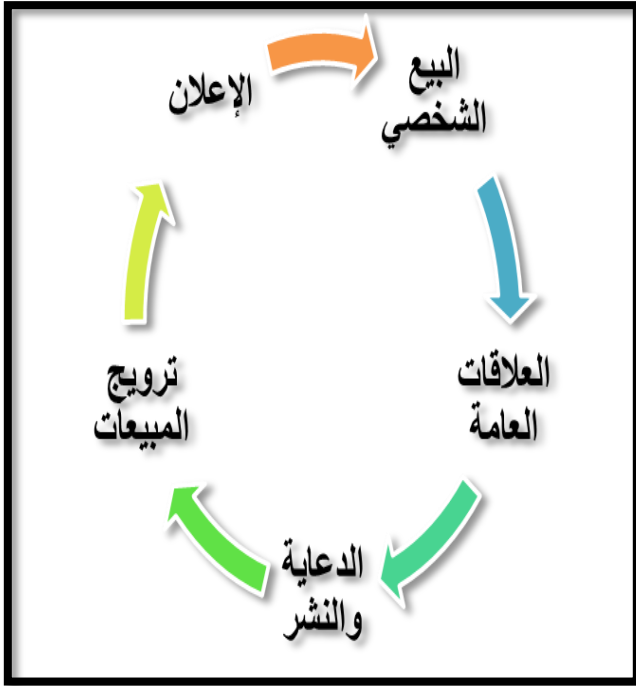 البيع
الشخصي
العلاقات
العامة
الدعاية
والنشر
ترويج
المبيعات
الإعلان